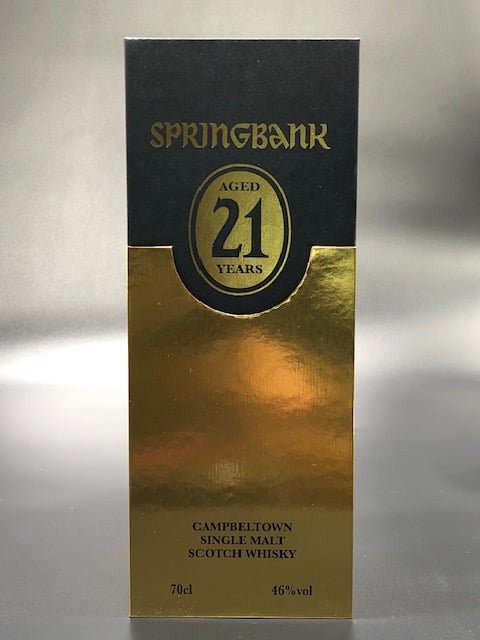 SPRINGBANK
AGED
21
YEARS
CAMPBELTOWN
SINGLE MALT
SCOTCH WHISKY
70cl 46%vol